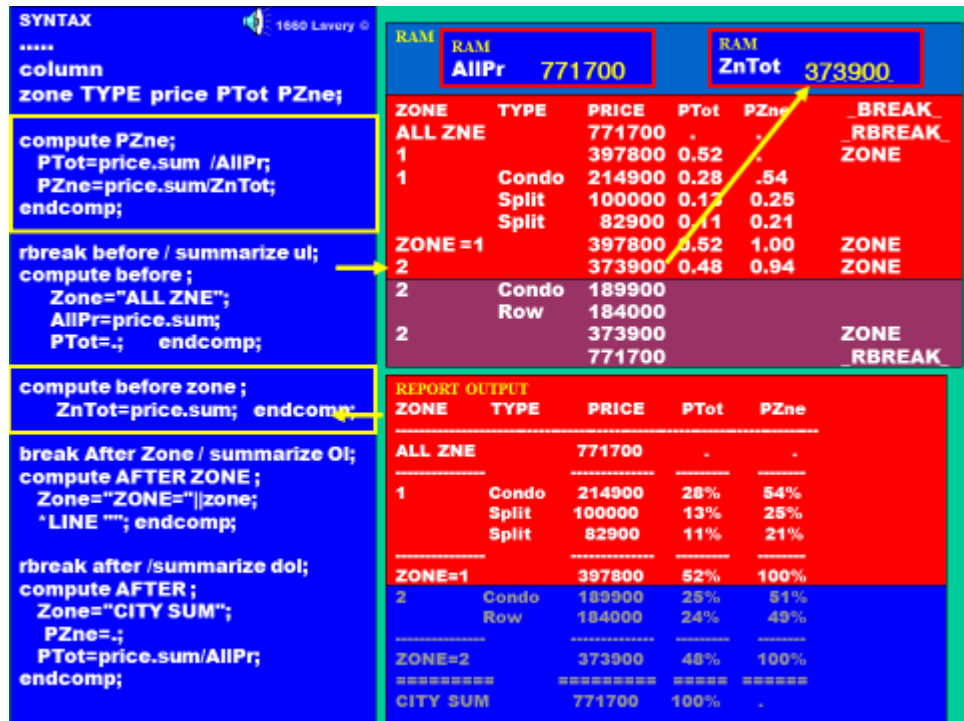 SYNTAX
1660 Lavery ©
.....
column
zone TYPE price PTot PZne;
compute PZne;
PTot=price.sum /AllPr;
PZne=price.sum/ZnTot;
endcomp;
rbreak before / summarize ul;
compute before ;
Zone="ALL ZNE";
AllPr=price.sum;
PTot=.; endcomp;
compute before zone ;
ZnTot=price.sum; endcomp;
break After Zone / summarize Ol;
compute AFTER ZONE ;
Zone="ZONE="||zone;
*LINE ""; endcomp;
rbreak after /summarize dol;
compute AFTER ;
Zone="CITY SUM";
PZne=.;
PTot=price.sum/AllPr;
endcomp;
RAM
RAM
AllPr 771700
RAM
ZnTot 373900
ZONE TYPE PRICE PTot PZne _BREAK_
ALL ZNE 771700 . . _RBREAK_
1 397800 0.52 . ZONE
1 Condo 214900 0.28 .54
Split 100000 0.13 0.25
Split 82900 0.11 0.21
ZONE =1 397800 0.52 1.00 ZONE
2 373900 0.48 0.94 ZONE
2 Condo 189900
Row 184000
2 373900 ZONE
771700 _RBREAK_
REPORT OUTPUT
ZONE TYPE PRICE PTot PZne
ALL ZNE 771700 . .
1 Condo 214900 28% 54%
Split 100000 13% 25%
Split 82900 11% 21%
ZONE=1 397800 52% 100%
2 Condo 189900 25% 51%
Row 184000 24% 49%
ZONE=2 373900 48% 100%
========= ========= ===== ======
CITY SUM 771700 100% .